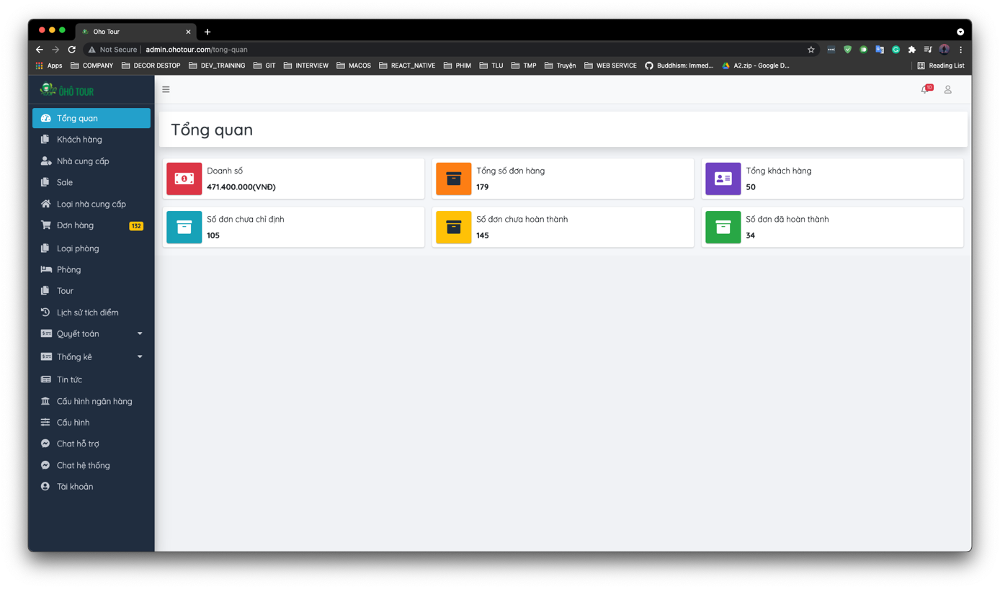 Oho Tour
Not Secure
admin.ohotour.com/tong-quan
Apps
COMPANY
DECOR DESTOP
DEV_TRAINING
GIT
INTERVIEW
MACOS
REACT_NATIVE
PHIM
TLU
TMP
Truyện
WEB SERVICE
Buddhism: Immed...
A2.zip - Google D...
Reading List
ÔHÔ TOUR
10
Tổng quan
Khách hàng
Nhà cung cấp
Sale
Loại nhà cung cấp
Đơn hàng 132
Loại phòng
Phòng
Tour
Lịch sử tích điểm
Quyết toán
Thống kê
Tin tức
Cấu hình ngân hàng
Cấu hình
Chat hỗ trợ
Chat hệ thống
Tài khoản
Tổng quan
Doanh số
471.400.000(VNĐ)
Tổng số đơn hàng
179
Tổng khách hàng
50
Số đơn chưa chỉ định
105
Số đơn chưa hoàn thành
145
Số đơn đã hoàn thành
34